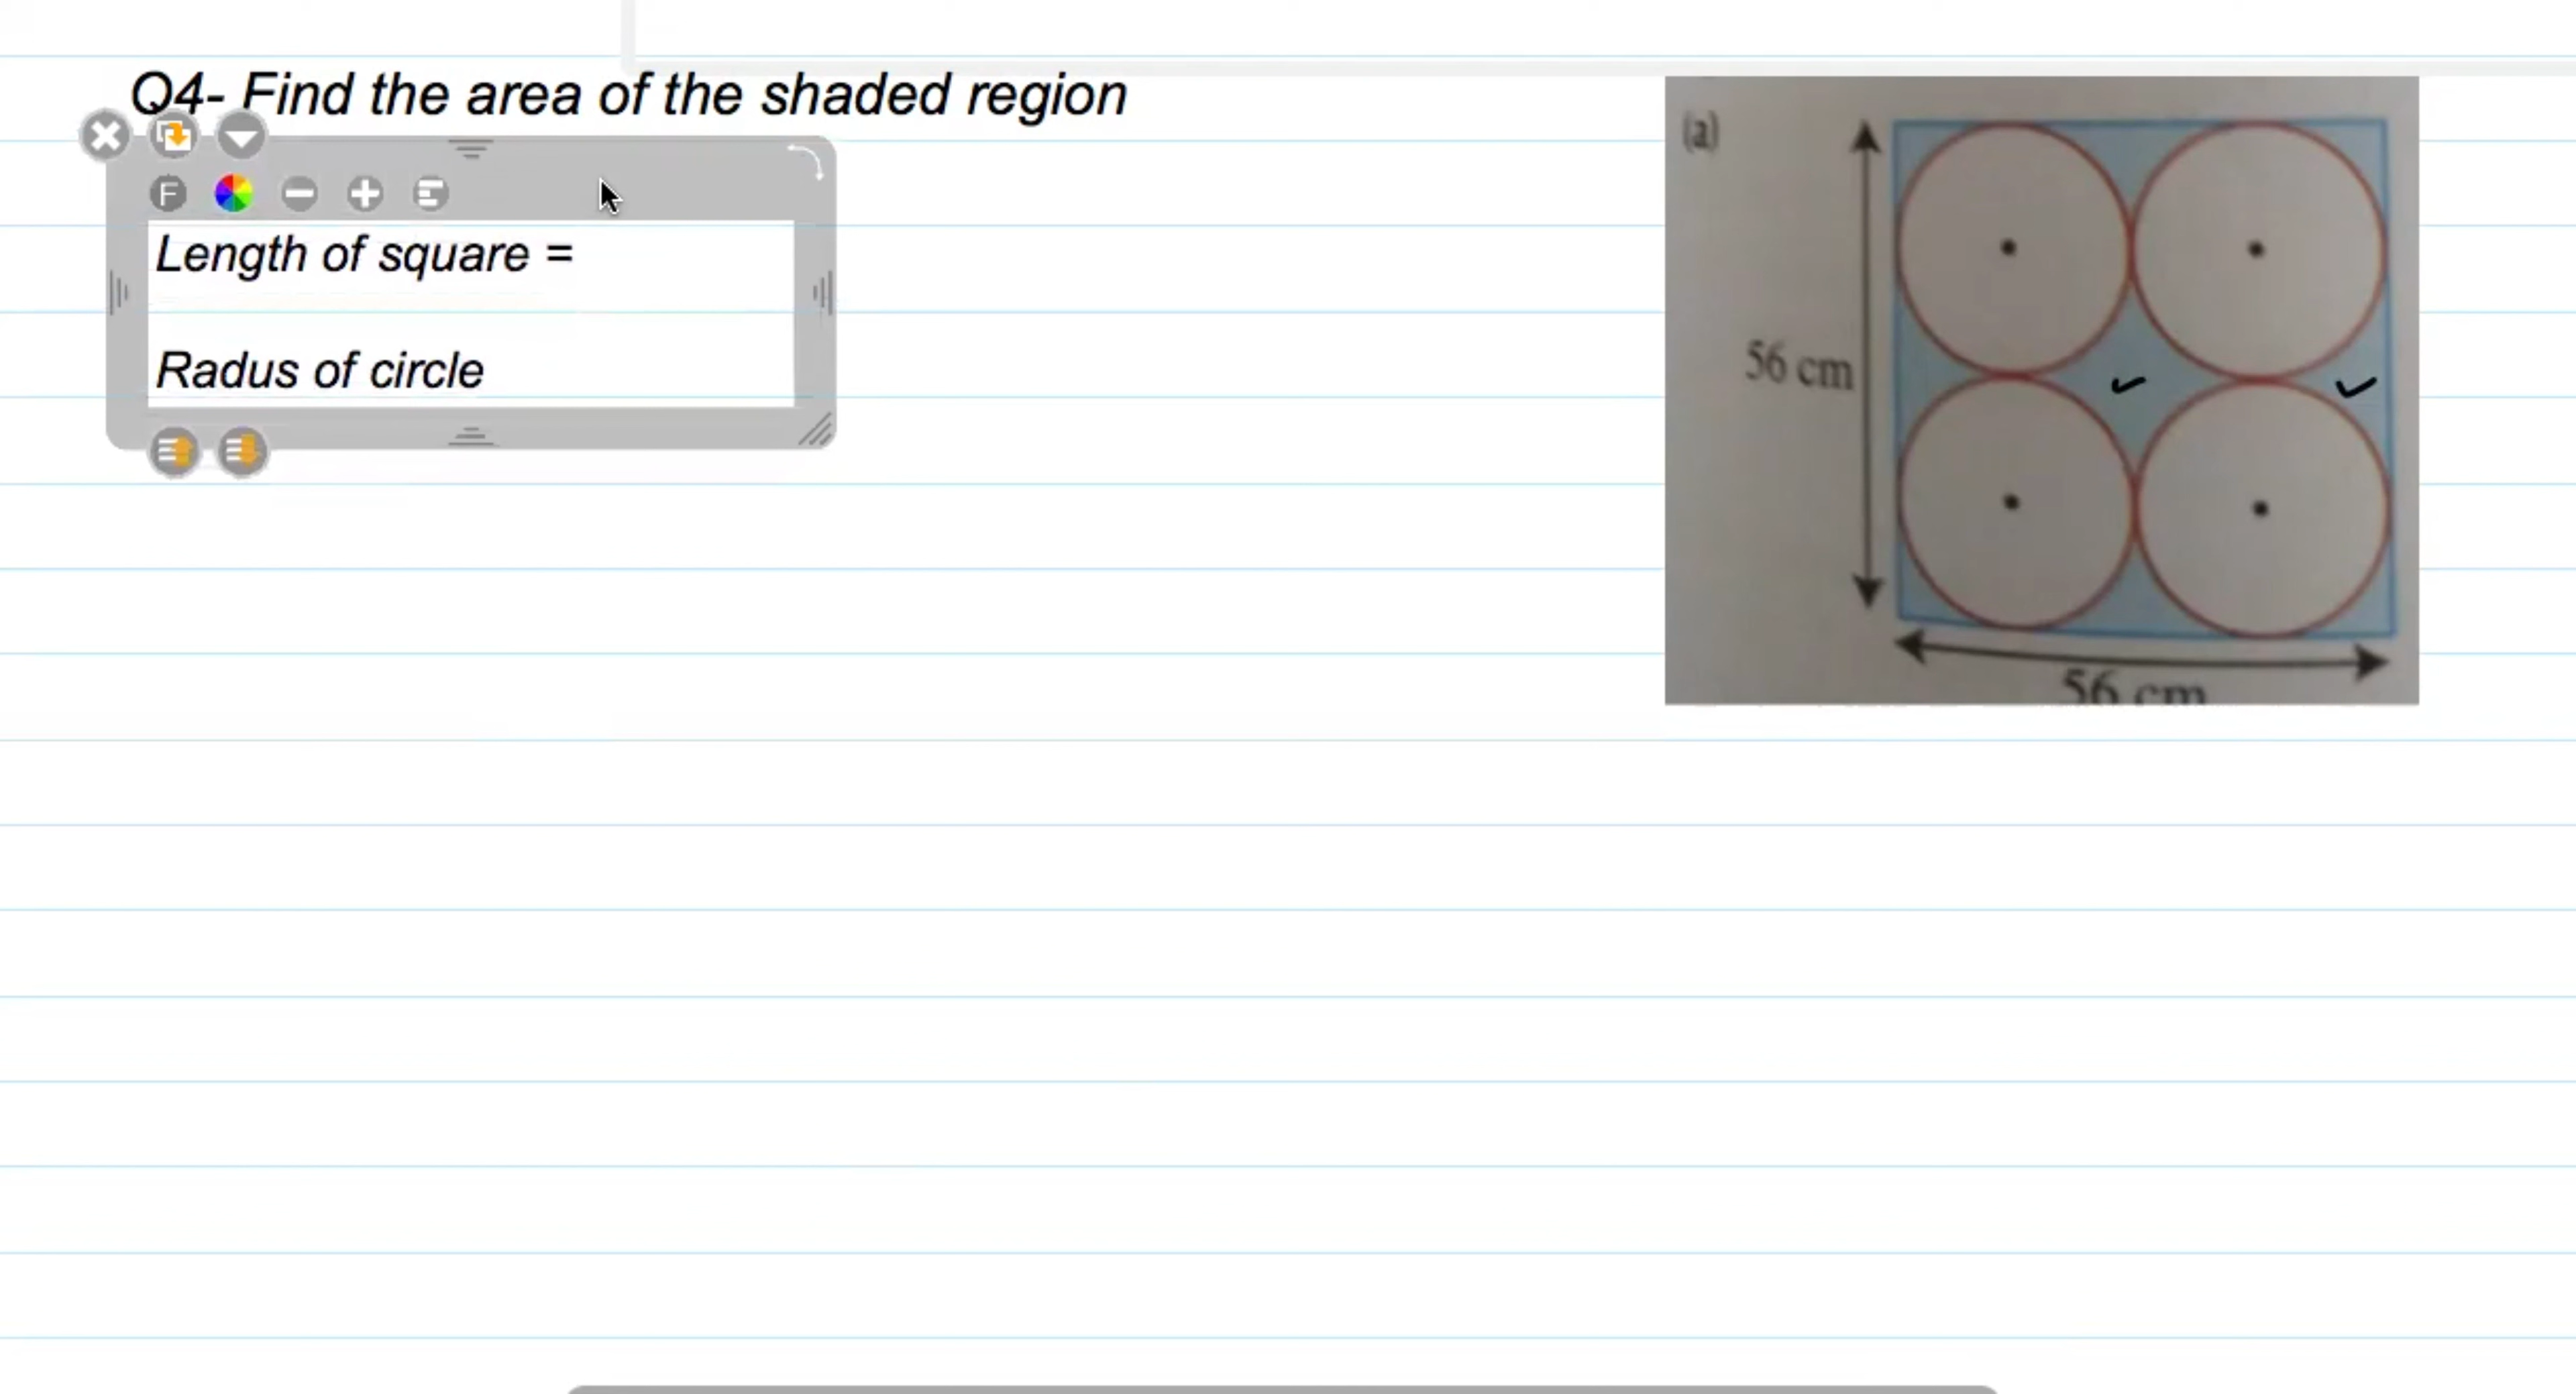 Q4- Find the area of the shaded region
F
Length of square =
Radus of circle
(a)
56 cm
56 cm